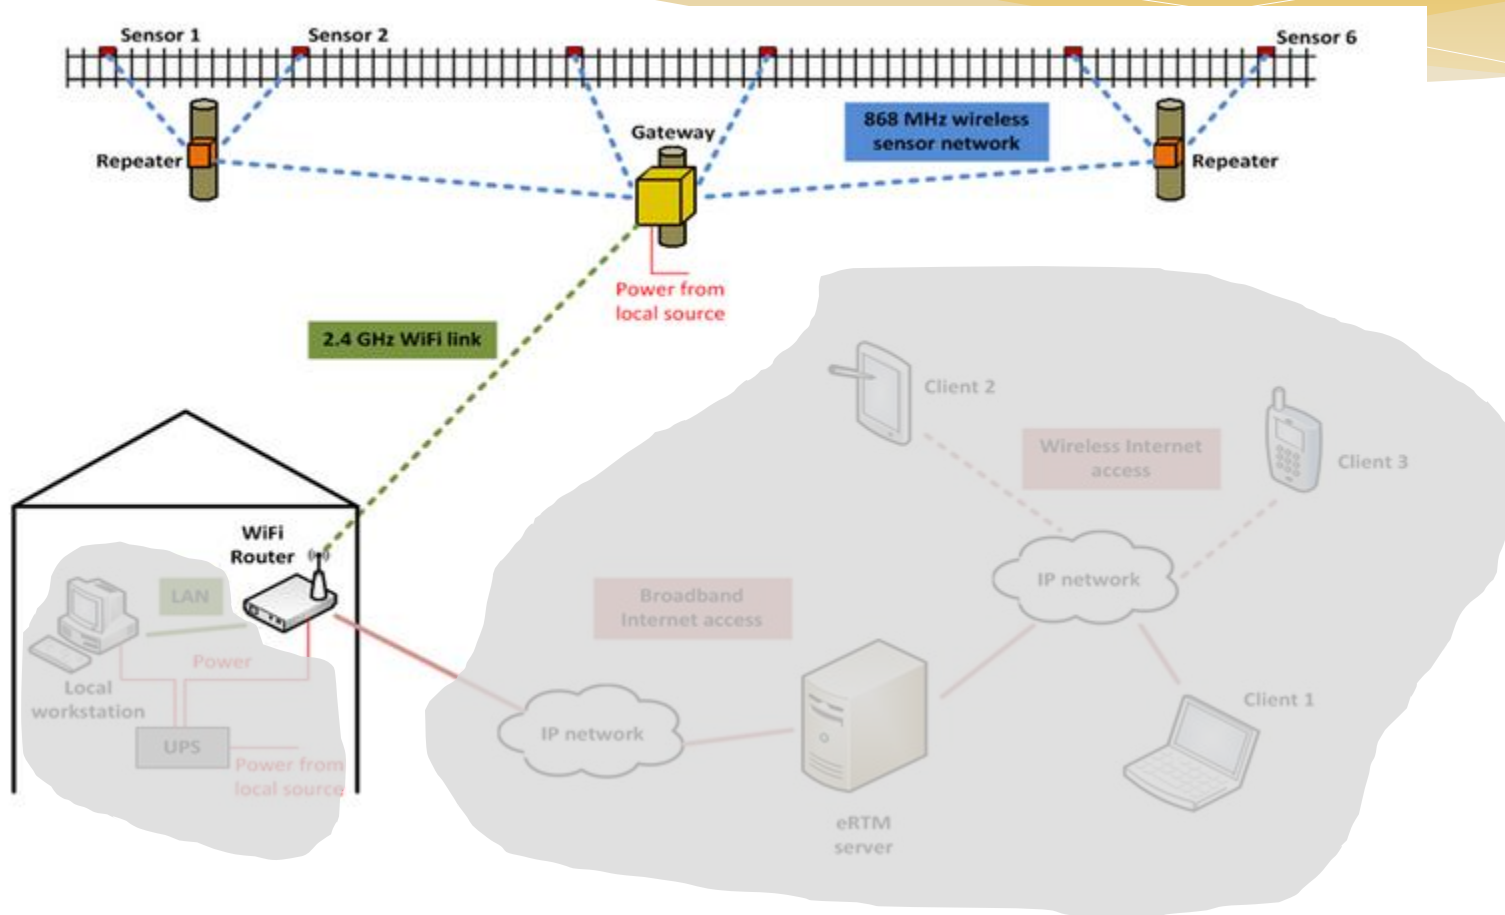 Sensor 1
Sensor 2
Sensor 6
Repeater
Gateway
868 MHz wireless
sensor network
Repeater
Power from
local source
2.4 GHz WiFi link
Client 2
Wireless Internet
access
Client 3
WiFi
Router
IP network
LAN
Broadband
Internet access
Power
Local
workstation
Client 1
IP network
UPS
Power from
local source
eRTM
server